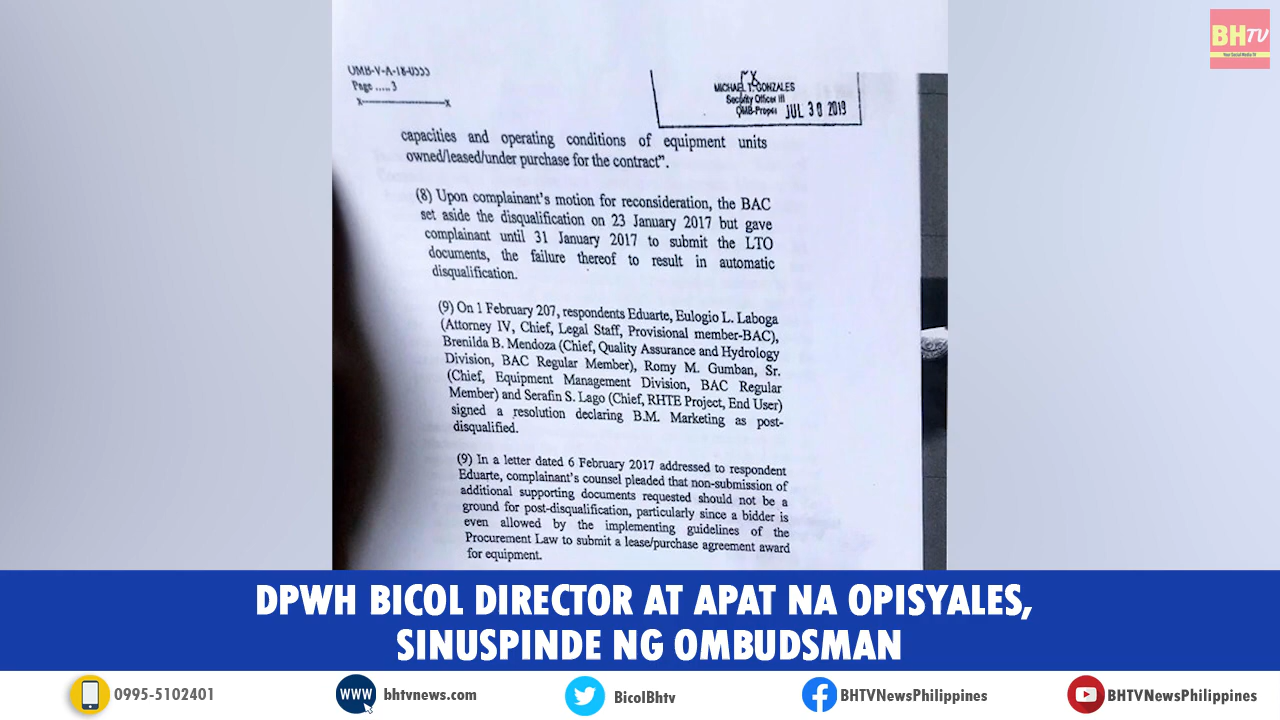 BHTV
Your Social Media TV
OMB-V-A-18-0333
Page .....3
x-----------------x
MICHAEL T. GONZALES
Security Officer III
OMB-Proper JUL 30 2019
capacities and operating conditions of equipment units
owned/leased/under purchase for the contract".
(8) Upon complainant's motion for reconsideration, the BAC
set aside the disqualification on 23 January 2017 but gave
complainant until 31 January 2017 to submit the LTO
documents, the failure thereof to result in automatic
disqualification.
(9) On 1 February 207, respondents Eduarte, Eulogio L. Laboga
(Attorney IV, Chief, Legal Staff, Provisional member-BAC),
Brenilda B. Mendoza (Chief, Quality Assurance and Hydrology
Division, BAC Regular Member), Romy M. Gumban, Sr.
(Chief, Equipment Management Division, BAC Regular
Member) and Serafin S. Lago (Chief, RHTE Project, End User)
signed a resolution declaring B.M. Marketing as post-
disqualified.
(9) In a letter dated 6 February 2017 addressed to respondent
Eduarte, complainant's counsel pleaded that non-submission of
additional supporting documents requested should not be a
ground for post-disqualification, particularly since a bidder is
even allowed by the implementing guidelines of the
Procurement Law to submit a lease/purchase agreement award
for equipment.
DPWH BICOL DIRECTOR AT APAT NA OPISYALES,
SINUSPINDE NG OMBUDSMAN
0995-5102401
WWW bhtvnews.com
BicolBhtv
BHTVNewsPhilippines
BHTVNewsPhilippines